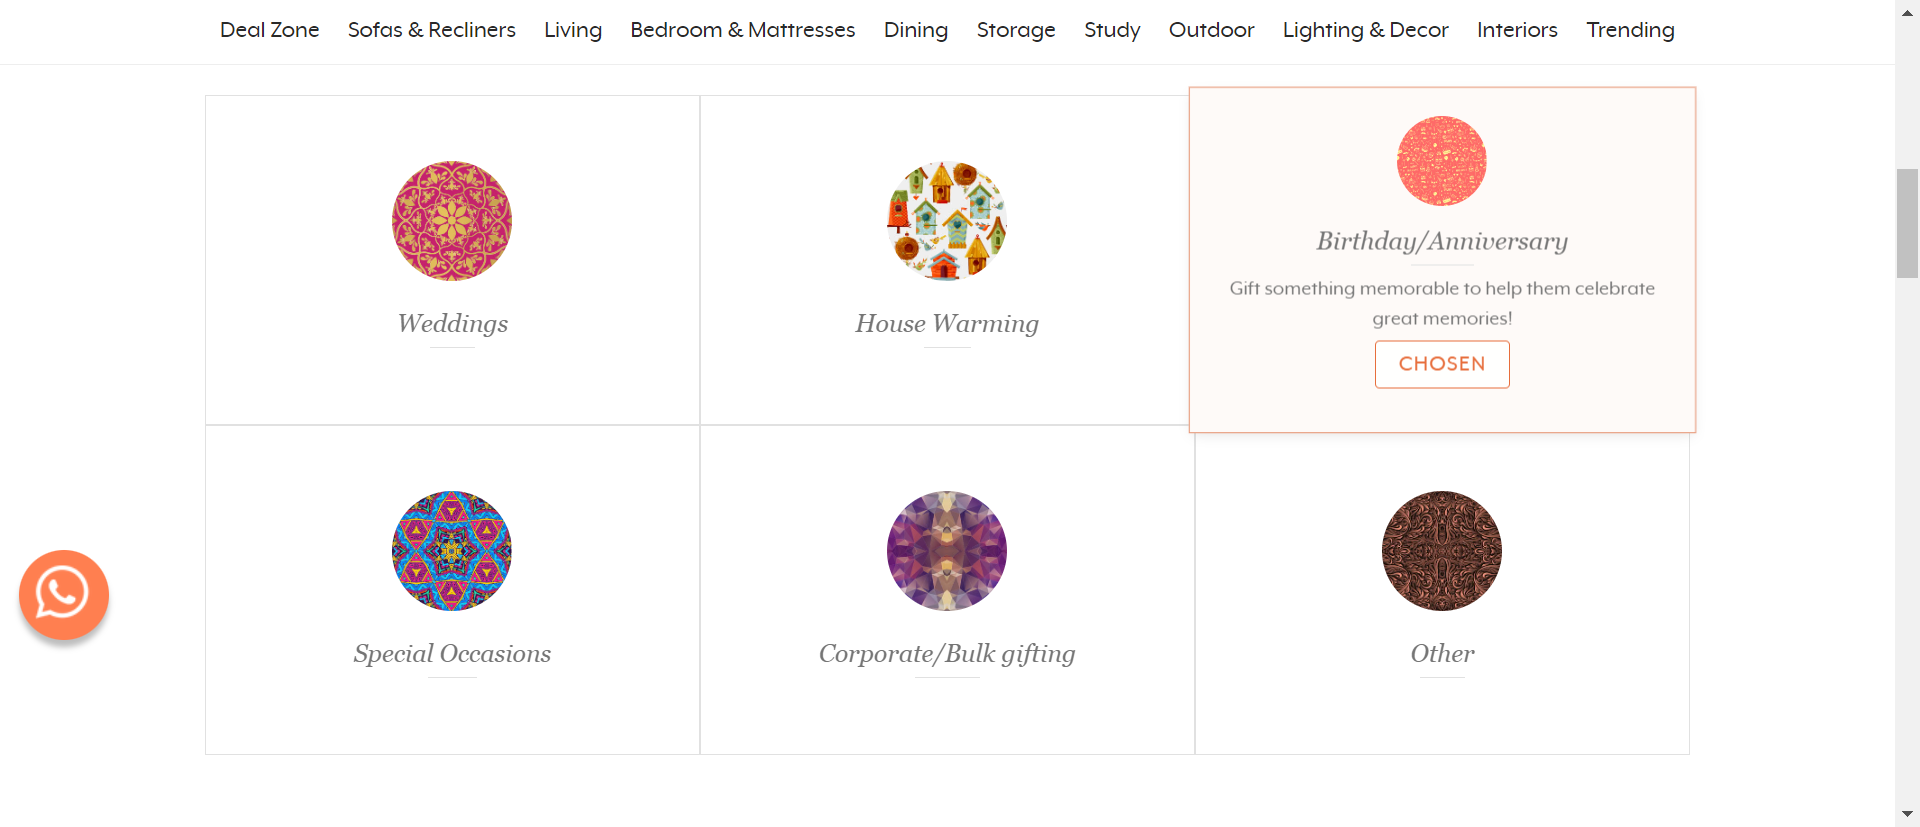 Deal Zone Sofas & Recliners Living Bedroom & Mattresses Dining Storage Study Outdoor Lighting & Decor Interiors Trending
Weddings
House Warming
Birthday/Anniversary
Gift something memorable to help them celebrate
great memories!
CHOSEN
Special Occasions
Corporate/Bulk gifting
Other